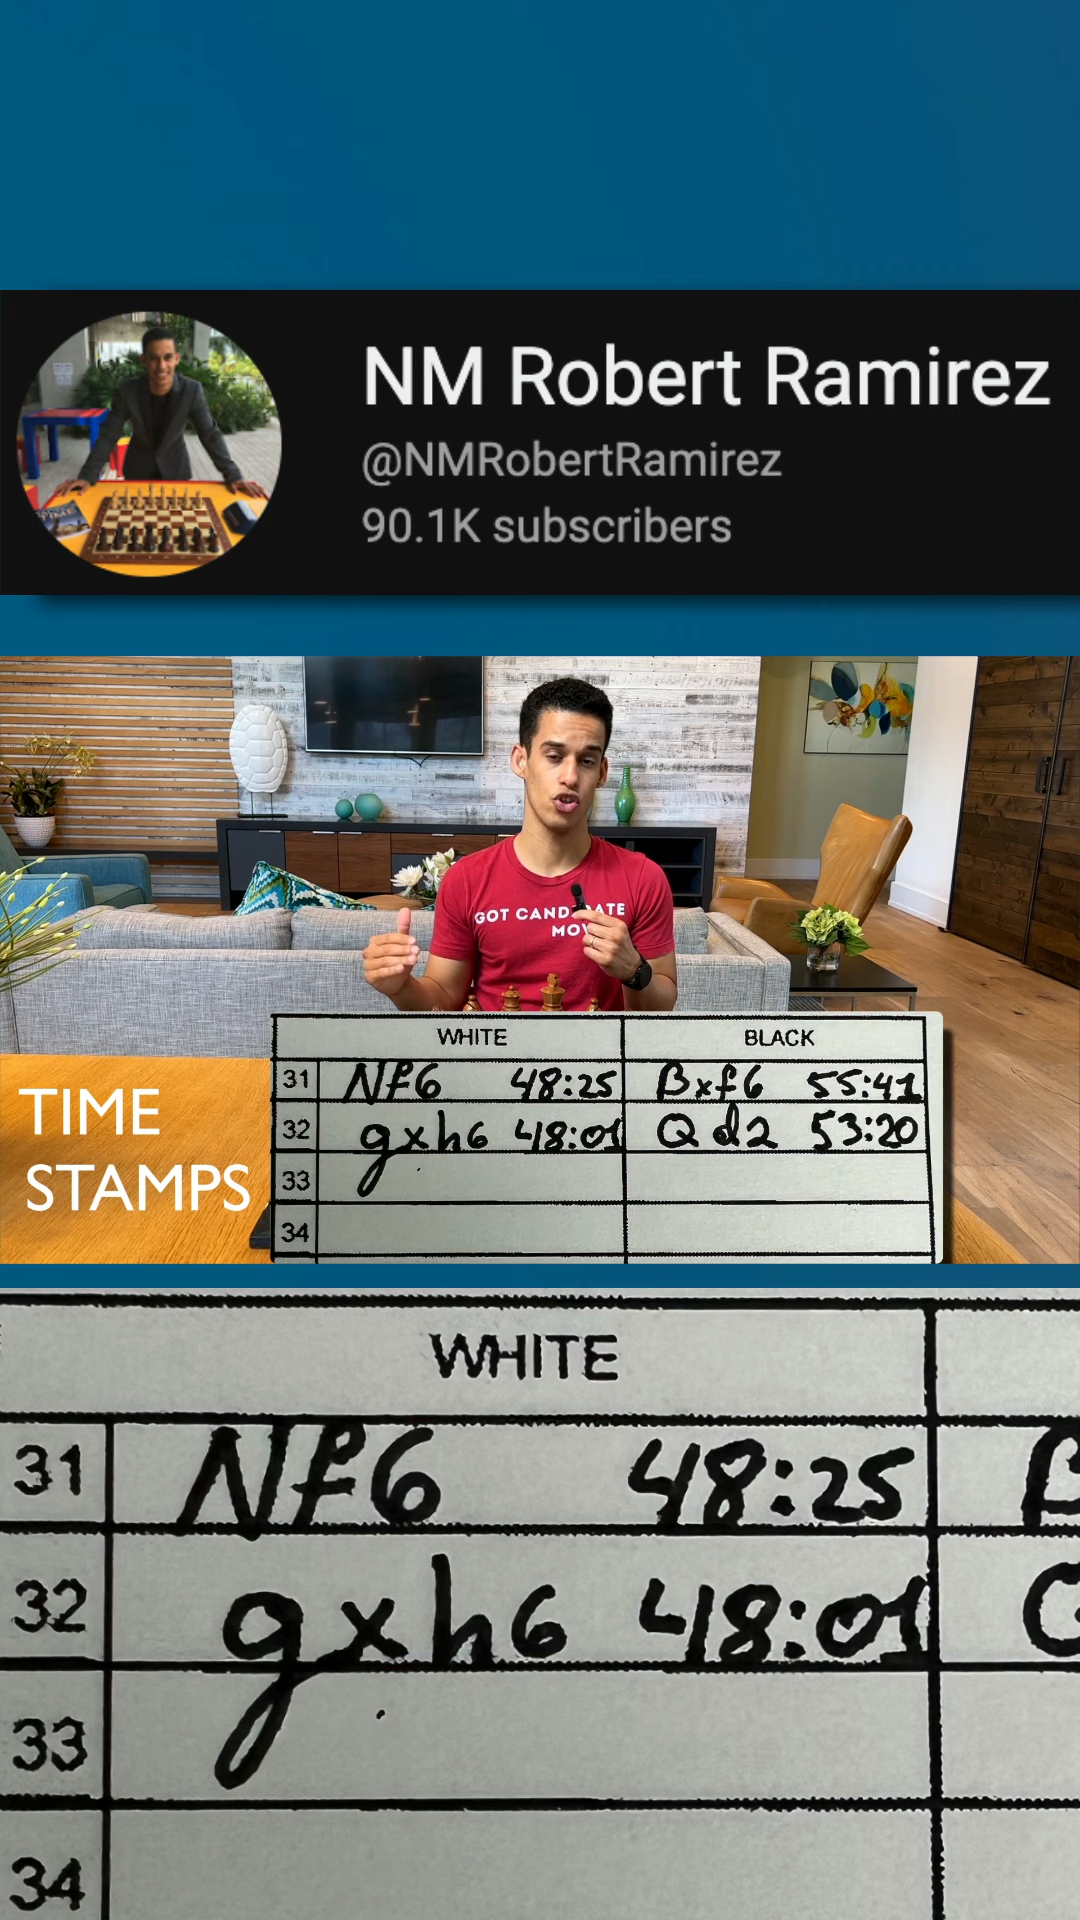 NM Robert Ramirez
@NMRobertRamirez
90.1K subscribers
GOT CANDIDATE
MOV
WHITE BLACK
31 Nf6 48:25 Bxf6 55:41
32 gxh6 48:01 Qd2 53:20
33
34
TIME
STAMPS
WHITE
31 Nf6 48:25 B
32 gxh6 48:01
33
34